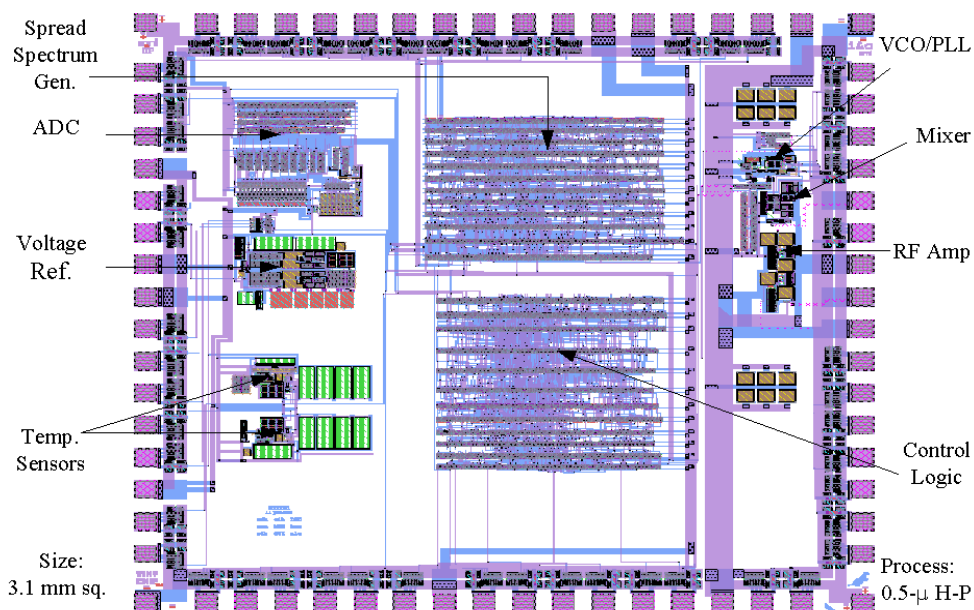 Spread
Spectrum
Gen.
ADC
Voltage
Ref.
Temp.
Sensors
Size:
3.1 mm sq.
VCO/PLL
Mixer
RF Amp
Control
Logic
Process:
0.5-μ H-P